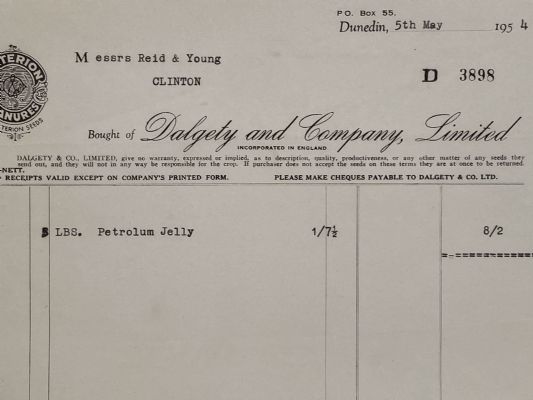 P.O. Box 55.
Dunedin, 5th May 1954
Messrs Reid & Young
CLINTON
D 3898
TERION
ANURES
TERION SEEDS
Bought of Dalgety and Company, Limited
INCORPORATED IN ENGLAND
DALGETY & CO., LIMITED, give no warranty, expressed or implied, as to description, quality, productiveness, or any other matter of any seeds they
send out, and they will not in any way be responsible for the crop. If purchaser does not accept the seeds on these terms they are at once to be returned.
-NETT.
RECEIPTS VALID EXCEPT ON COMPANY'S PRINTED FORM. PLEASE MAKE CHEQUES PAYABLE TO DALGETY & CO. LTD.
5 LBS. Petrolum Jelly 1/7½ 8/2